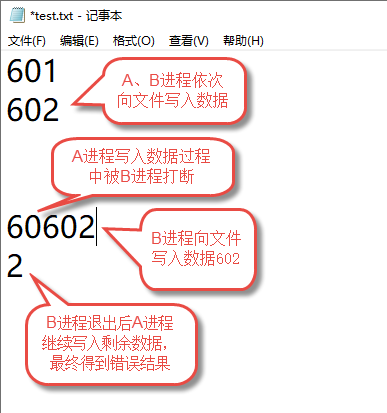 *test.txt - 记事本
文件(F) 编辑(E) 格式(O) 查看(V) 帮助(H)
601
A、B进程依次
向文件写入数据
602
A进程写入数据过程
中被B进程打断
60602
B进程向文件
写入数据602
2
B进程退出后A进程
继续写入剩余数据，
最终得到错误结果